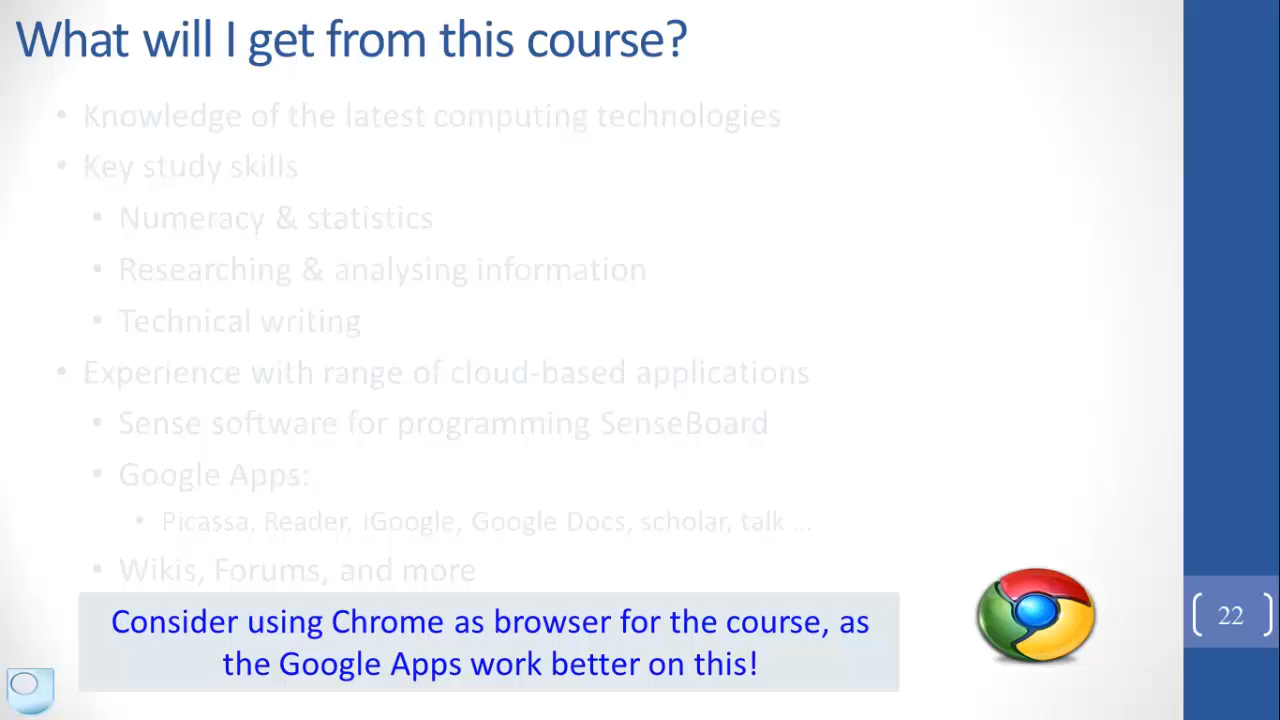 What will I get from this course?
• Knowledge of the latest computing technologies
• Key study skills
• Numeracy & statistics
• Researching & analysing information
• Technical writing
• Experience with range of cloud-based applications
• Sense software for programming SenseBoard
• Google Apps:
• Picassa, Reader, iGoogle, Google Docs, scholar, talk ...
• Wikis, Forums, and more
Consider using Chrome as browser for the course, as
the Google Apps work better on this!
22